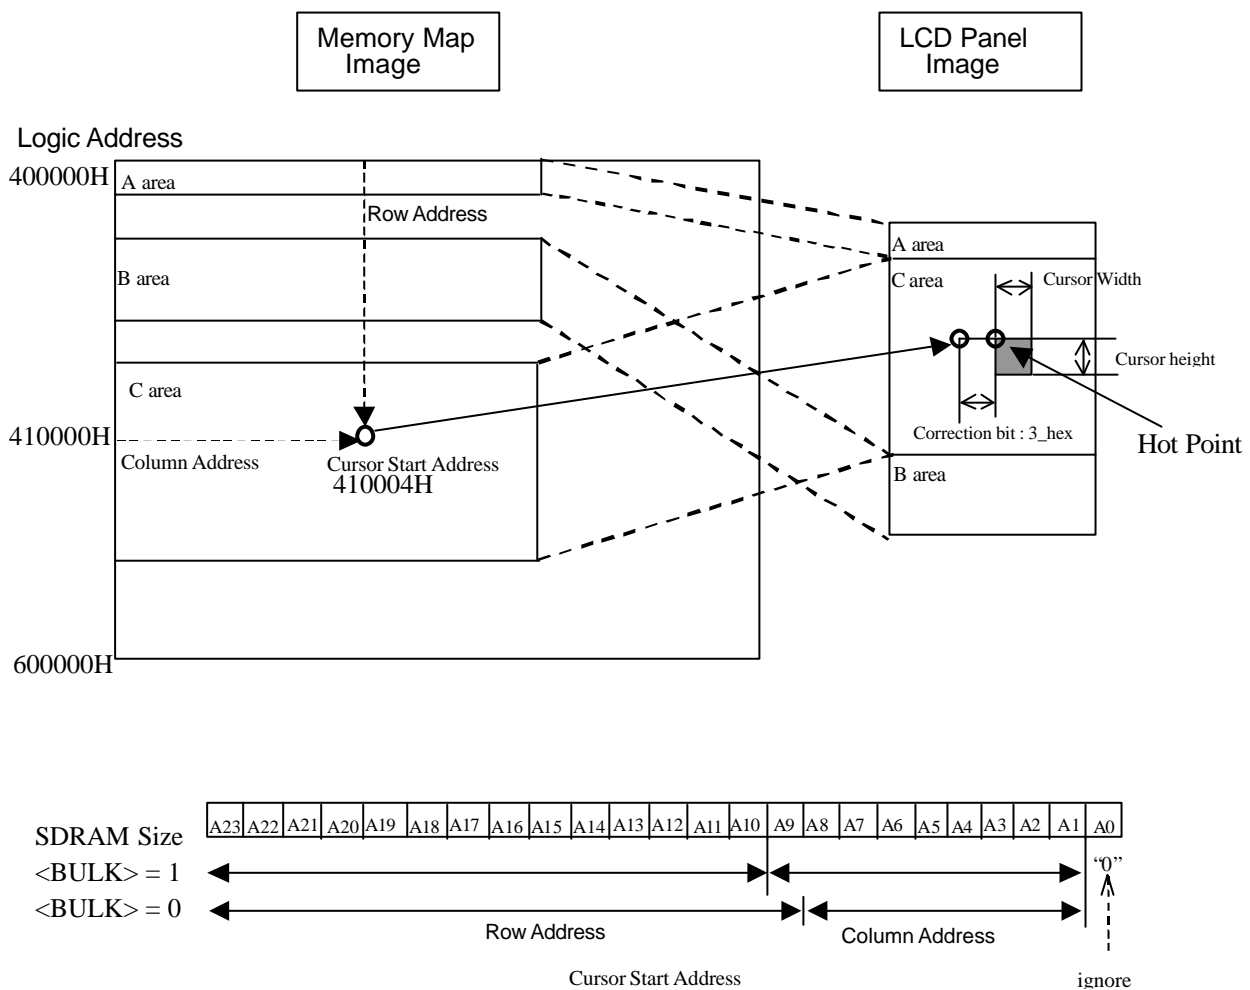 Memory Map
Image
LCD Panel
Image
Logic Address
400000H
A area
Row Address
B area
C area
410000H
Column Address
Cursor Start Address
410004H
600000H
A area
C area
Cursor Width
Cursor height
Correction bit : 3_hex
Hot Point
B area
A23 A22 A21 A20 A19 A18 A17 A16 A15 A14 A13 A12 A11 A10 A9 A8 A7 A6 A5 A4 A3 A2 A1 A0
SDRAM Size
<BULK> = 1
“0”
<BULK> = 0
Row Address
Column Address
Cursor Start Address
ignore